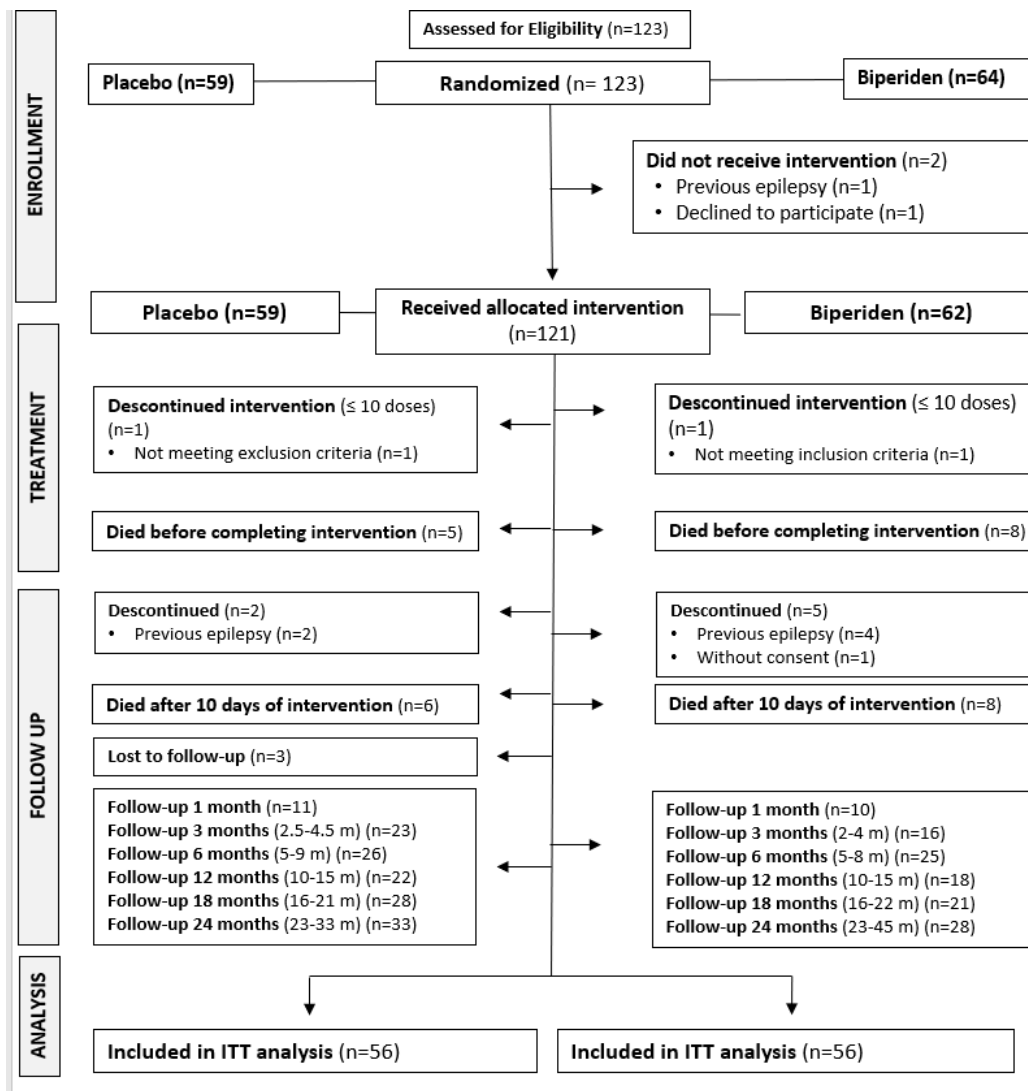 Assessed for Eligibility (n=123)
Placebo (n=59)
Randomized (n= 123)
Biperiden (n=64)
ENROLLMENT
Did not receive intervention (n=2)
• Previous epilepsy (n=1)
• Declined to participate (n=1)
Placebo (n=59)
Received allocated intervention
(n=121)
Biperiden (n=62)
TREATMENT
Descontinued intervention (≤ 10 doses)
(n=1)
• Not meeting exclusion criteria (n=1)
Descontinued intervention (≤ 10 doses)
(n=1)
• Not meeting inclusion criteria (n=1)
Died before completing intervention (n=5)
Died before completing intervention (n=8)
FOLLOW UP
Descontinued (n=2)
• Previous epilepsy (n=2)
Descontinued (n=5)
• Previous epilepsy (n=4)
• Without consent (n=1)
Died after 10 days of intervention (n=6)
Died after 10 days of intervention (n=8)
Lost to follow-up (n=3)
Follow-up 1 month (n=11)
Follow-up 3 months (2.5-4.5 m) (n=23)
Follow-up 6 months (5-9 m) (n=26)
Follow-up 12 months (10-15 m) (n=22)
Follow-up 18 months (16-21 m) (n=28)
Follow-up 24 months (23-33 m) (n=33)
Follow-up 1 month (n=10)
Follow-up 3 months (2-4 m) (n=16)
Follow-up 6 months (5-8 m) (n=25)
Follow-up 12 months (10-15 m) (n=18)
Follow-up 18 months (16-22 m) (n=21)
Follow-up 24 months (23-45 m) (n=28)
ANALYSIS
Included in ITT analysis (n=56)
Included in ITT analysis (n=56)